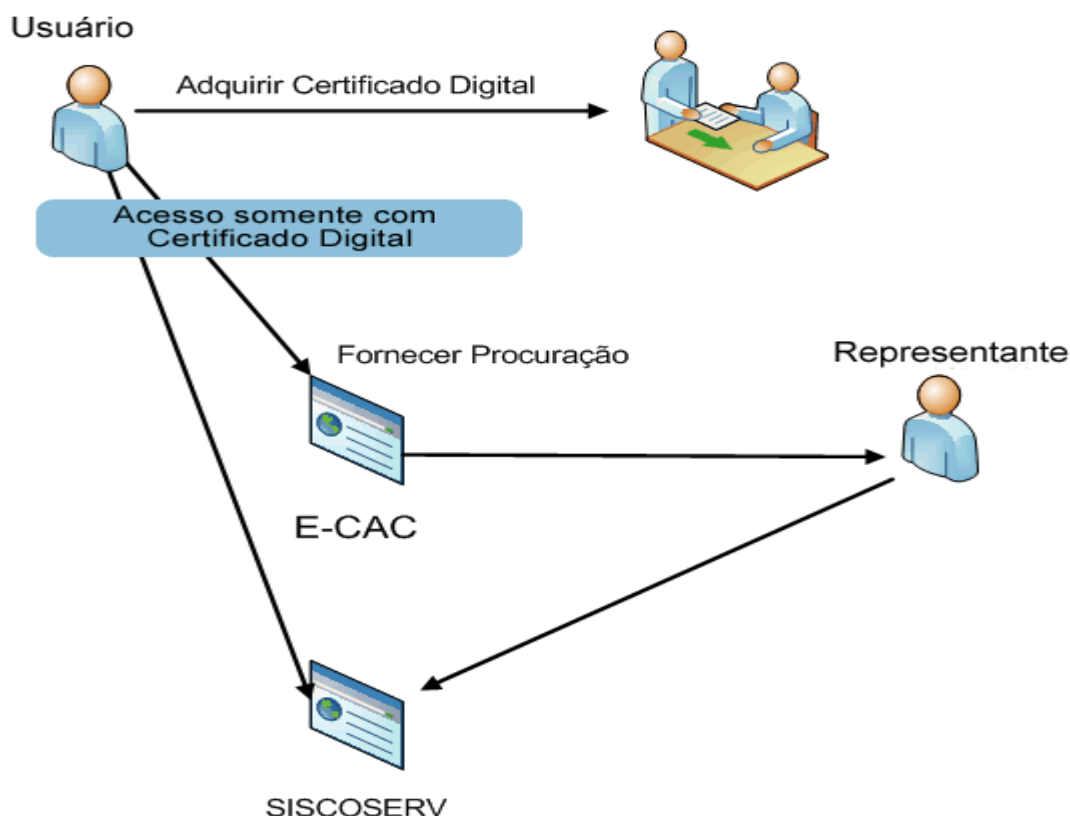 Usuário
Adquirir Certificado Digital
Acesso somente com
Certificado Digital
Fornecer Procuração
Representante
E-CAC
SISCOSERV